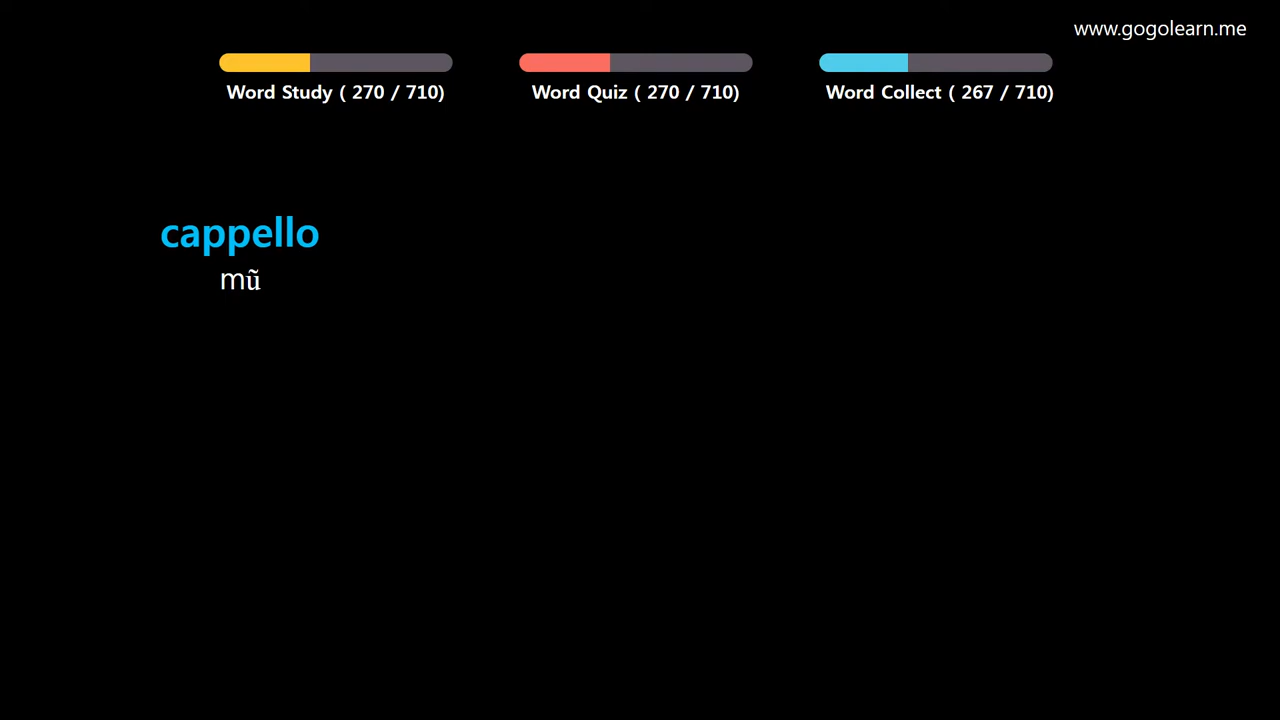 www.gogolearn.me
Word Study ( 270 / 710)
Word Quiz ( 270 / 710)
Word Collect ( 267 / 710)
cappello
mũ